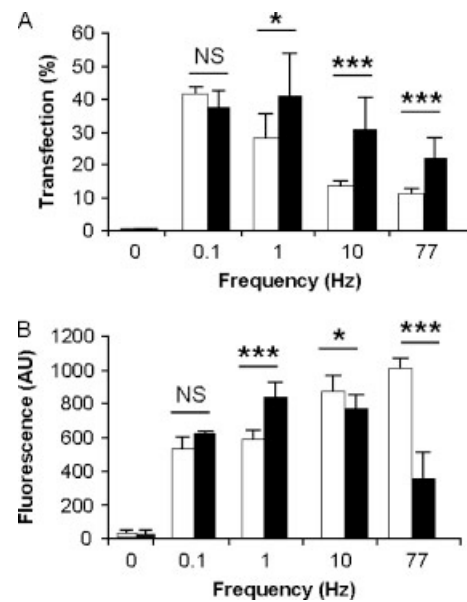 A
Transfection (%)
60
50
40
30
20
10
0
NS
*
***
***
0 0.1 1 10 77
Frequency (Hz)
B
Fluorescence (AU)
1200
1000
800
600
400
200
0
NS
***
*
***
0 0.1 1 10 77
Frequency (Hz)